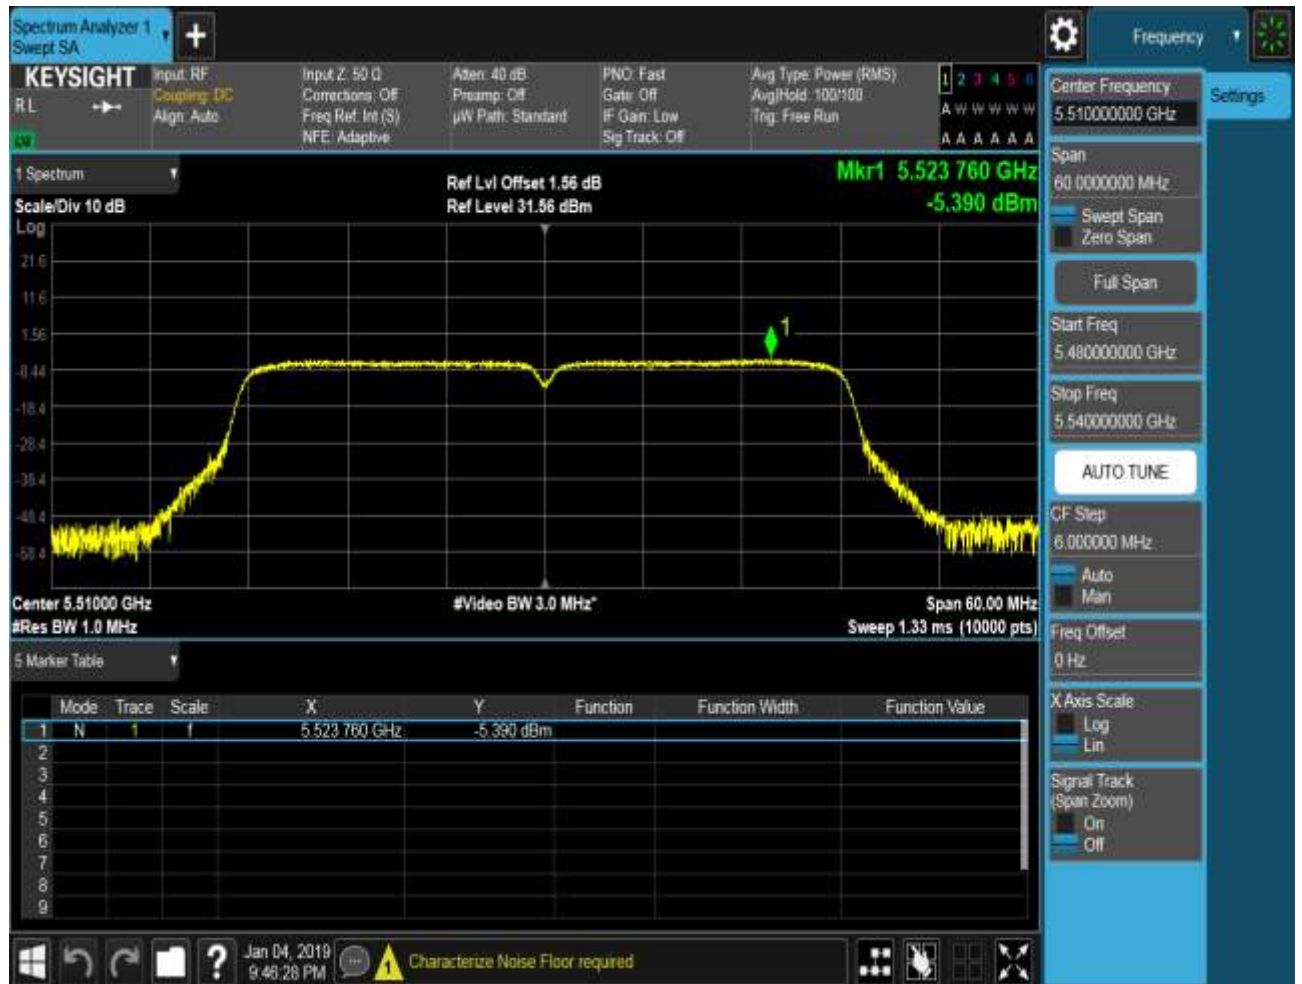 Spectrum Analyzer 1
Swept SA
+
Frequency
KEYSIGHT
RL
Input: RF
Coupling: DC
Align: Auto
Input Z: 50 Ω
Corrections: Off
Freq Ref: Int (S)
NFE: Adaptive
Atten: 40 dB
Preamp: Off
µW Path: Standard
PNO: Fast
Gate: Off
IF Gain: Low
Sig Track: Off
Avg Type: Power (RMS)
Avg|Hold: 100/100
Trig: Free Run
1 2 3 4 5 6
A W W W W W
A A A A A A
1 Spectrum
Scale/Div 10 dB
Ref Lvl Offset 1.56 dB
Ref Level 31.56 dBm
Mkr1 5.523 760 GHz
-5.390 dBm
Log
21.6
11.6
1.56
-8.44
-18.4
-28.4
-38.4
-48.4
-58.4
1
Center 5.51000 GHz
#Res BW 1.0 MHz
#Video BW 3.0 MHz*
Span 60.00 MHz
Sweep 1.33 ms (10000 pts)
5 Marker Table
Mode Trace Scale X Y Function Function Width Function Value
1 N 1 f 5.523 760 GHz -5.390 dBm
2
3
4
5
6
7
8
9
Center Frequency
5.510000000 GHz
Settings
Span
60.0000000 MHz
Swept Span
Zero Span
Full Span
Start Freq
5.480000000 GHz
Stop Freq
5.540000000 GHz
AUTO TUNE
CF Step
6.000000 MHz
Auto
Man
Freq Offset
0 Hz
X Axis Scale
Log
Lin
Signal Track
(Span Zoom)
On
Off
?
Jan 04, 2019
9:46:28 PM
1
Characterize Noise Floor required